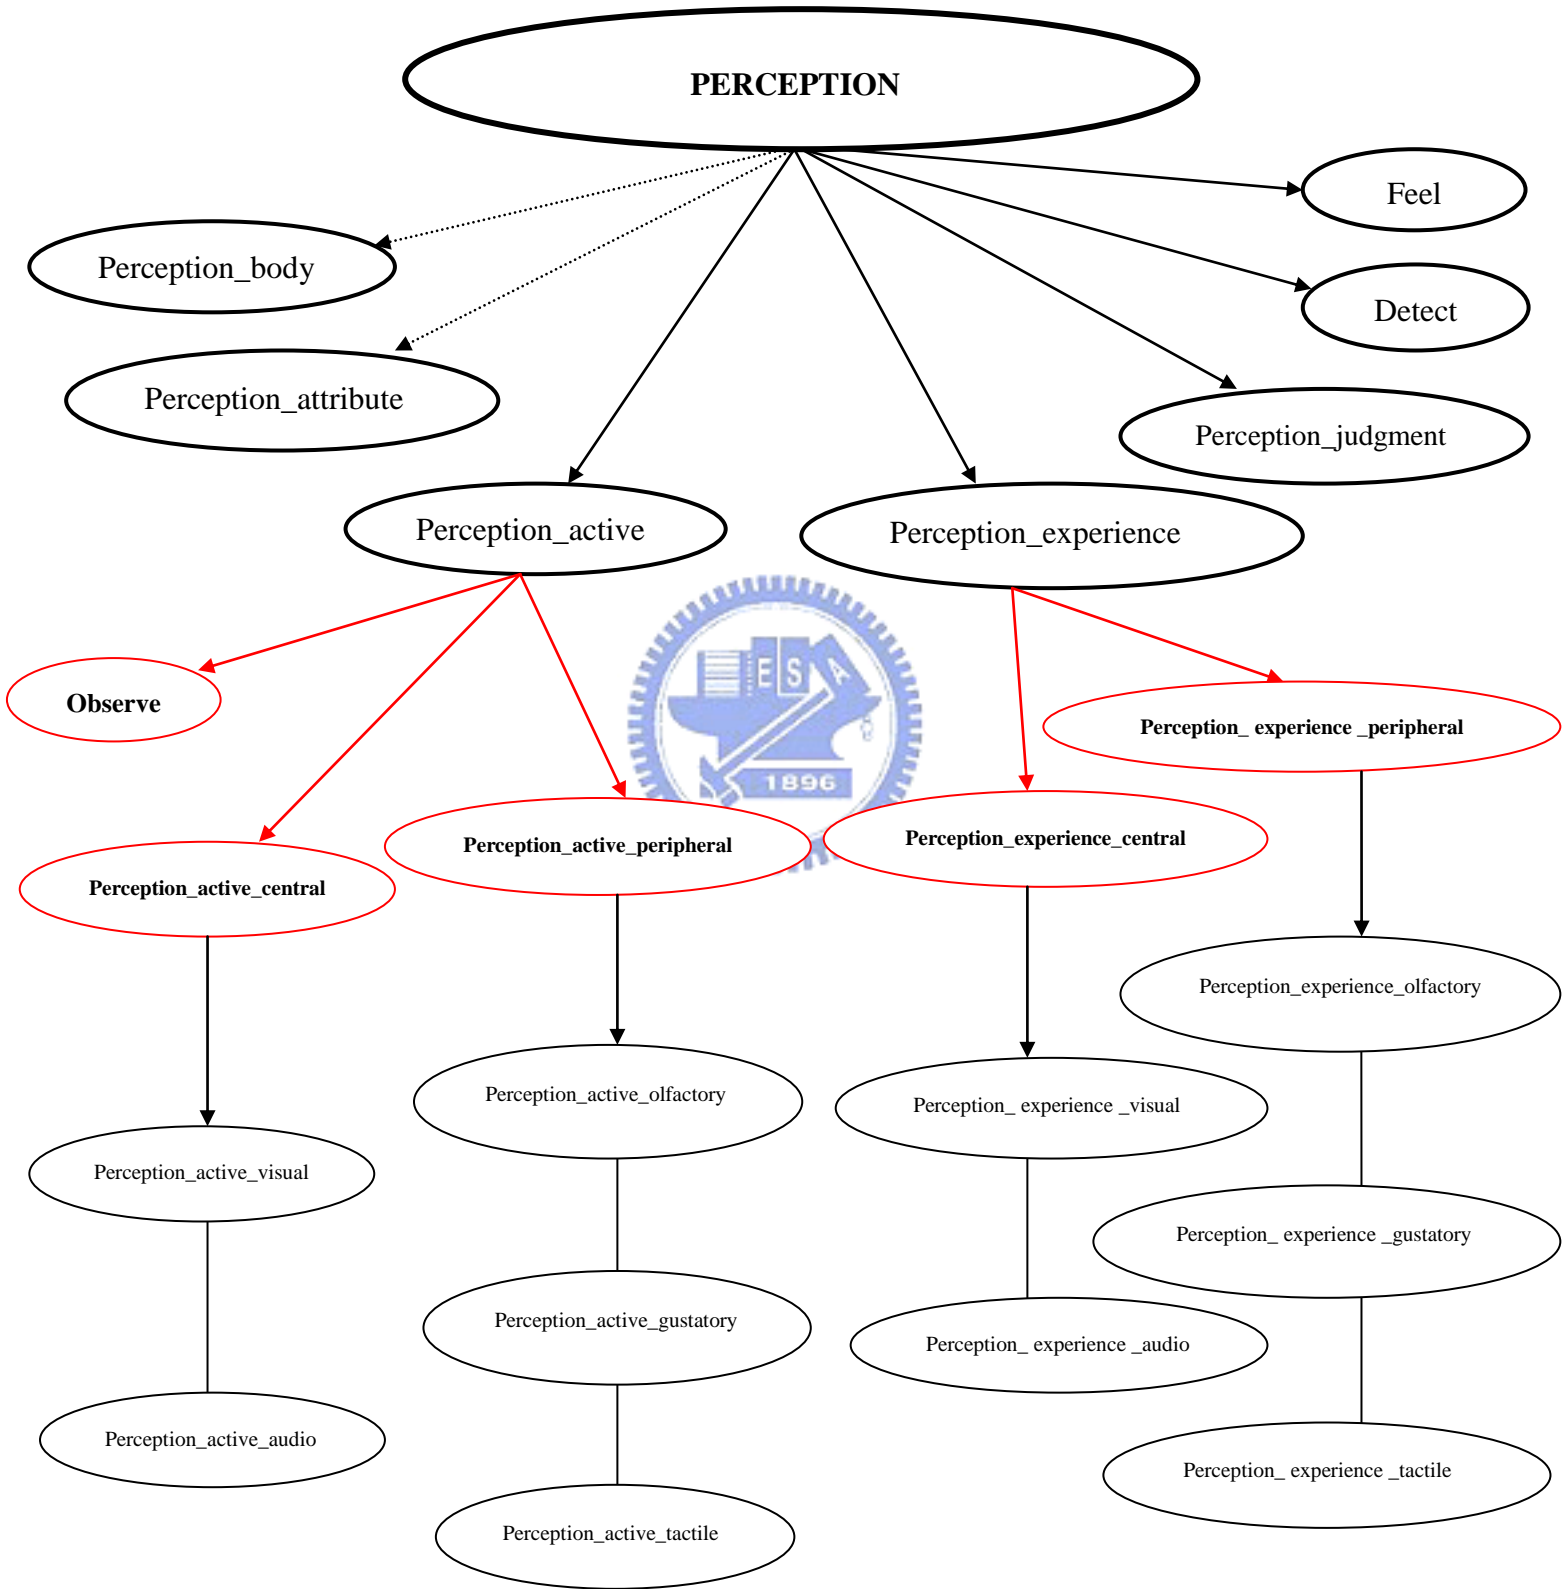 PERCEPTION
Feel
Perception_body
Detect
Perception_attribute
Perception_judgment
Perception_active
Perception_experience
E S A
1896
Observe
Perception_ experience _peripheral
Perception_active_peripheral
Perception_experience_central
Perception_active_central
Perception_experience_olfactory
Perception_active_olfactory
Perception_ experience _visual
Perception_active_visual
Perception_ experience _gustatory
Perception_active_gustatory
Perception_ experience _audio
Perception_active_audio
Perception_ experience _tactile
Perception_active_tactile